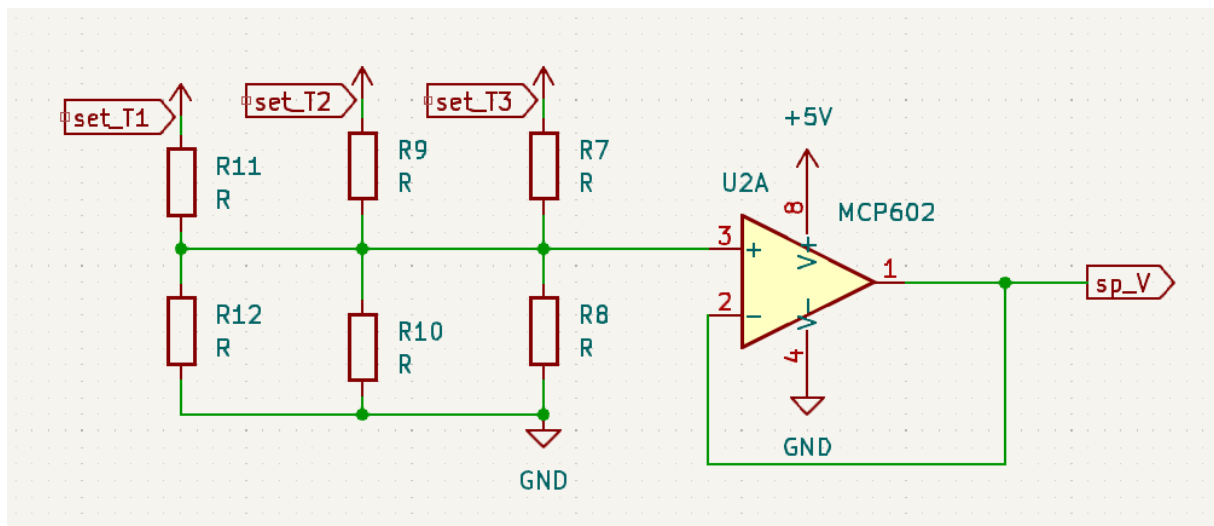 set_T1
set_T2
set_T3
R11
R
R9
R
R7
R
R12
R
R10
R
R8
R
GND
+5V
U2A
MCP602
8
V+
3
+
2
-
1
V-
4
GND
sp_V